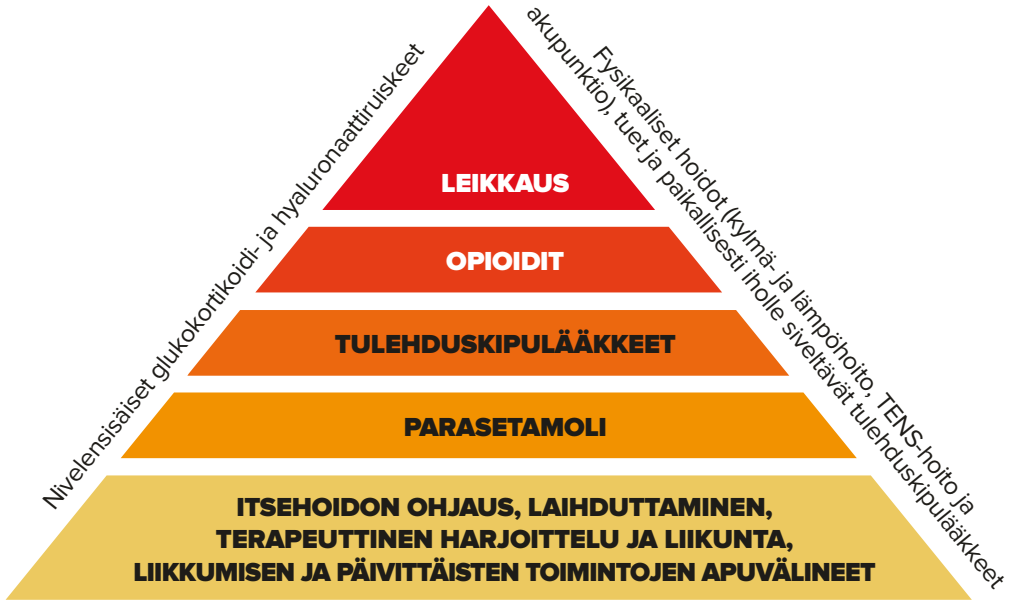 Nivelensisäiset glukokortikoidi- ja hyaluronaattiruiskeet
Fysikaaliset hoidot (kylmä- ja lämpöhoito, TENS-hoito ja
akupunktio), tuet ja paikallisesti iholle siveltävät tulehduskipulääkkeet
LEIKKAUS
OPIOIDIT
TULEHDUSKIPULÄÄKKEET
PARASETAMOLI
ITSEHOIDON OHJAUS, LAIHDUTTAMINEN,
TERAPEUTTINEN HARJOITTELU JA LIIKUNTA,
LIIKKUMISEN JA PÄIVITTÄISTEN TOIMINTOJEN APUVÄLINEET